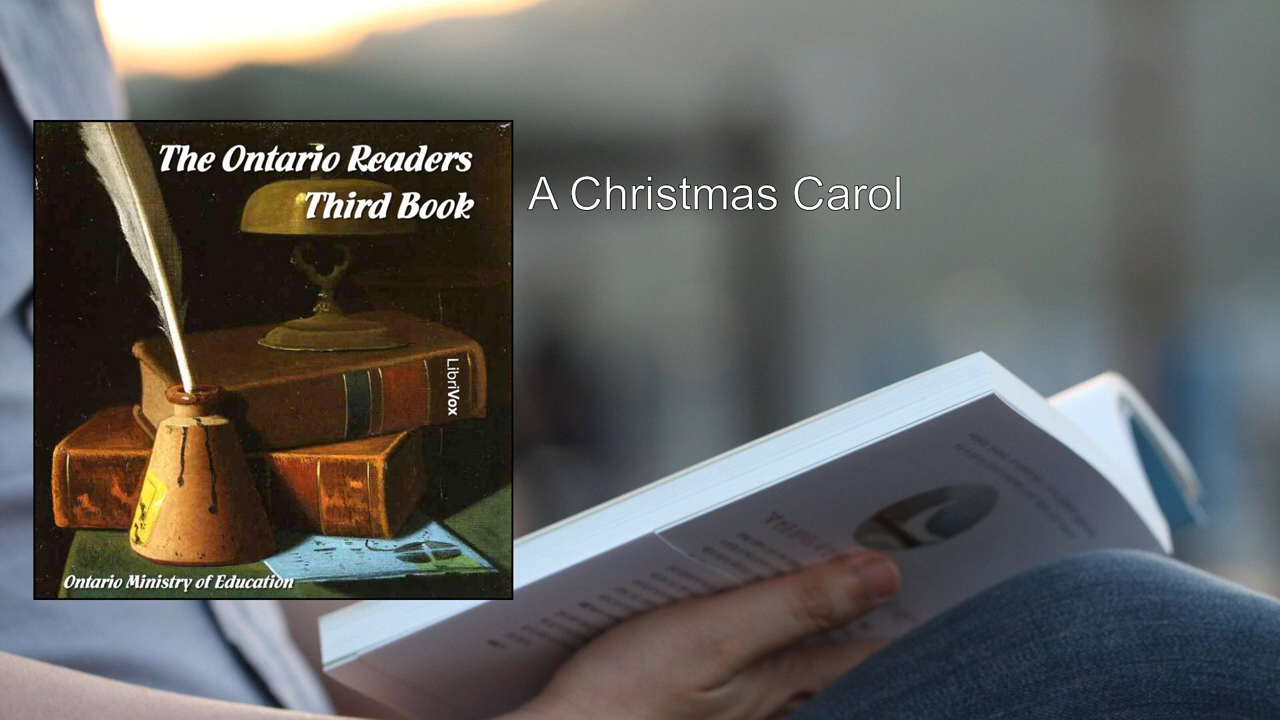 The Ontario Readers
Third Book
A Christmas Carol
LibriVox
Ontario Ministry of Education